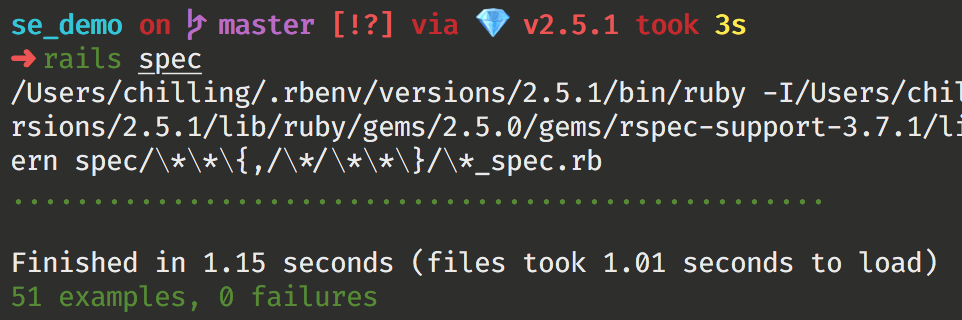 se_demo on master [!?] via 💎 v2.5.1 took 3s
➜ rails spec
/Users/chilling/.rbenv/versions/2.5.1/bin/ruby -I/Users/chil
rsions/2.5.1/lib/ruby/gems/2.5.0/gems/rspec-support-3.7.1/li
ern spec/\*\*\{,/\*/\*\*\}/\*_spec.rb
...................................................

Finished in 1.15 seconds (files took 1.01 seconds to load)
51 examples, 0 failures